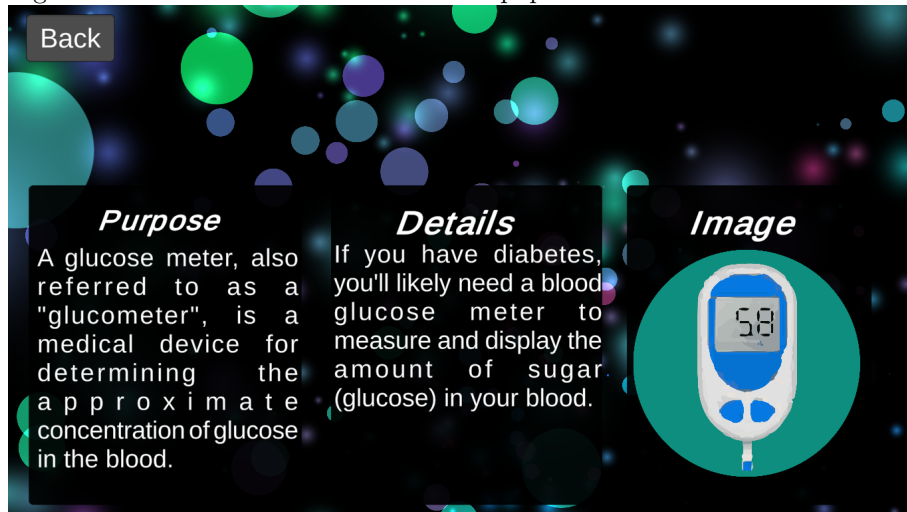 Back
Purpose
A glucose meter, also
referred to as a
"glucometer", is a
medical device for
determining the
approximate
concentration of glucose
in the blood.
Details
If you have diabetes,
you'll likely need a blood
glucose meter to
measure and display the
amount of sugar
(glucose) in your blood.
Image
58